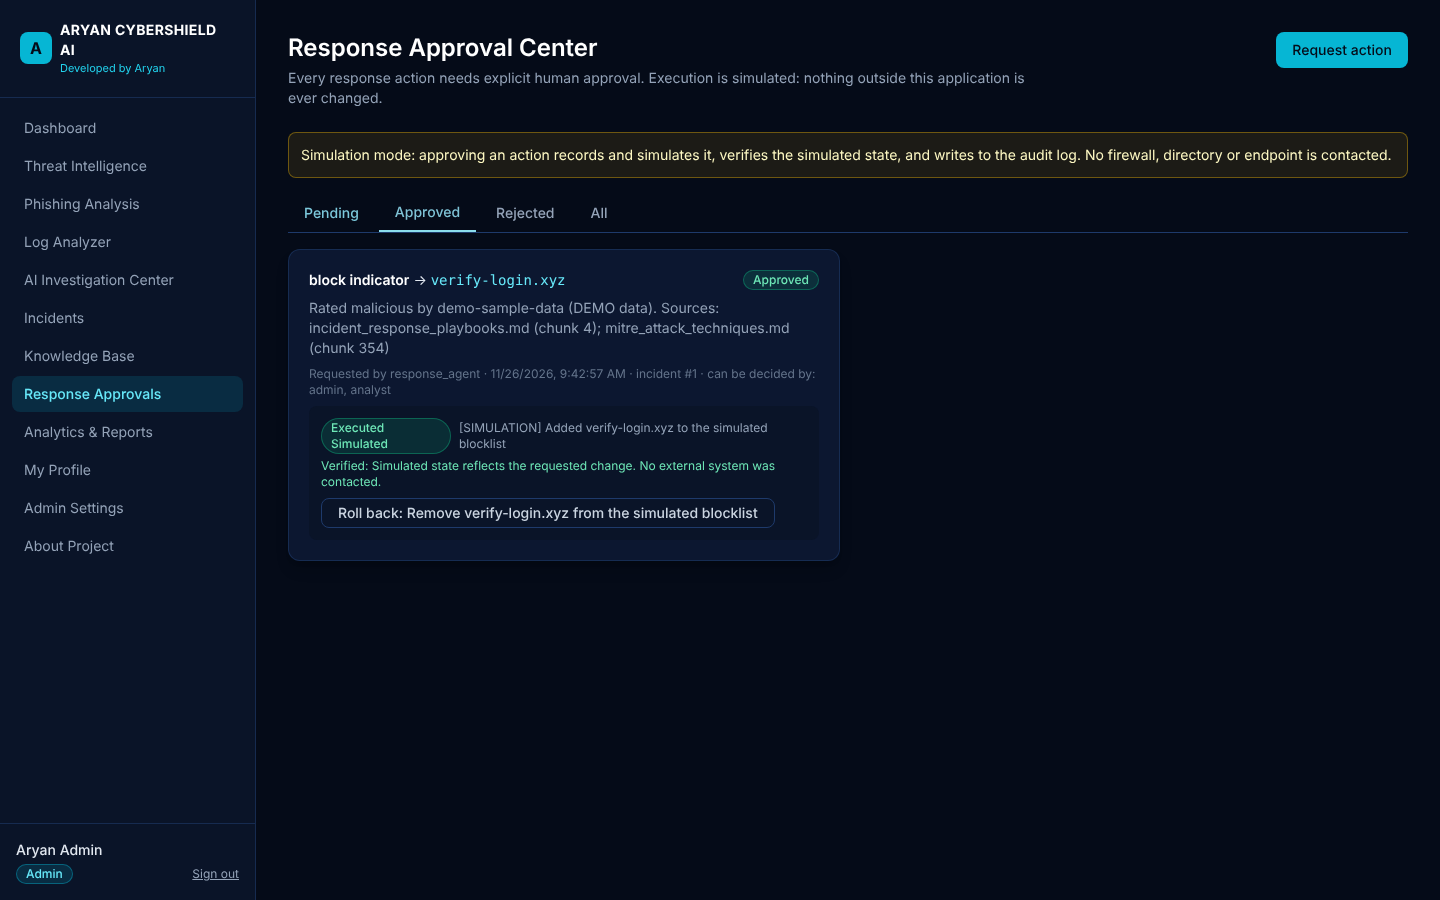 A
ARYAN CYBERSHIELD
AI
Developed by Aryan
Dashboard
Threat Intelligence
Phishing Analysis
Log Analyzer
AI Investigation Center
Incidents
Knowledge Base
Response Approvals
Analytics & Reports
My Profile
Admin Settings
About Project
Aryan Admin
Admin
Sign out
Response Approval Center
Every response action needs explicit human approval. Execution is simulated: nothing outside this application is
ever changed.
Request action
Simulation mode: approving an action records and simulates it, verifies the simulated state, and writes to the audit log. No firewall, directory or endpoint is contacted.
Pending Approved Rejected All
block indicator → verify-login.xyz Approved
Rated malicious by demo-sample-data (DEMO data). Sources:
incident_response_playbooks.md (chunk 4); mitre_attack_techniques.md
(chunk 354)
Requested by response_agent · 11/26/2026, 9:42:57 AM · incident #1 · can be decided by:
admin, analyst
Executed
Simulated
[SIMULATION] Added verify-login.xyz to the simulated
blocklist
Verified: Simulated state reflects the requested change. No external system was
contacted.
Roll back: Remove verify-login.xyz from the simulated blocklist